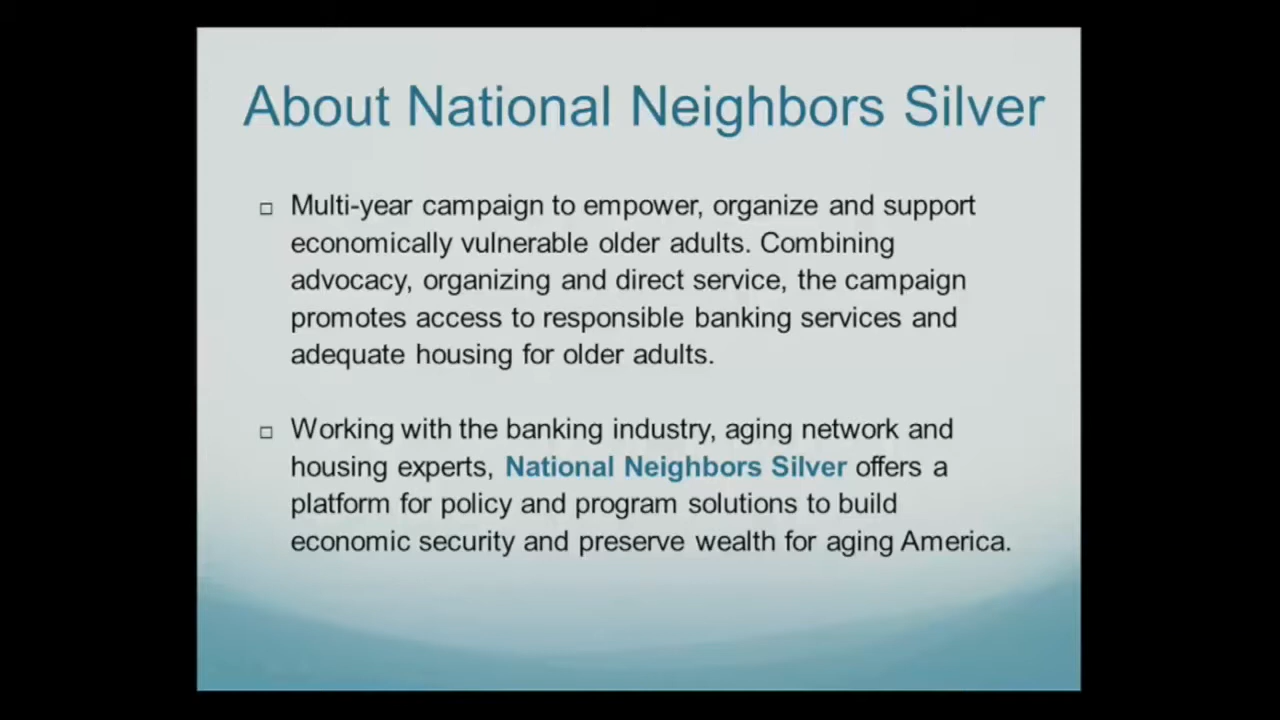 About National Neighbors Silver
Multi-year campaign to empower, organize and support
economically vulnerable older adults. Combining
advocacy, organizing and direct service, the campaign
promotes access to responsible banking services and
adequate housing for older adults.
Working with the banking industry, aging network and
housing experts, National Neighbors Silver offers a
platform for policy and program solutions to build
economic security and preserve wealth for aging America.